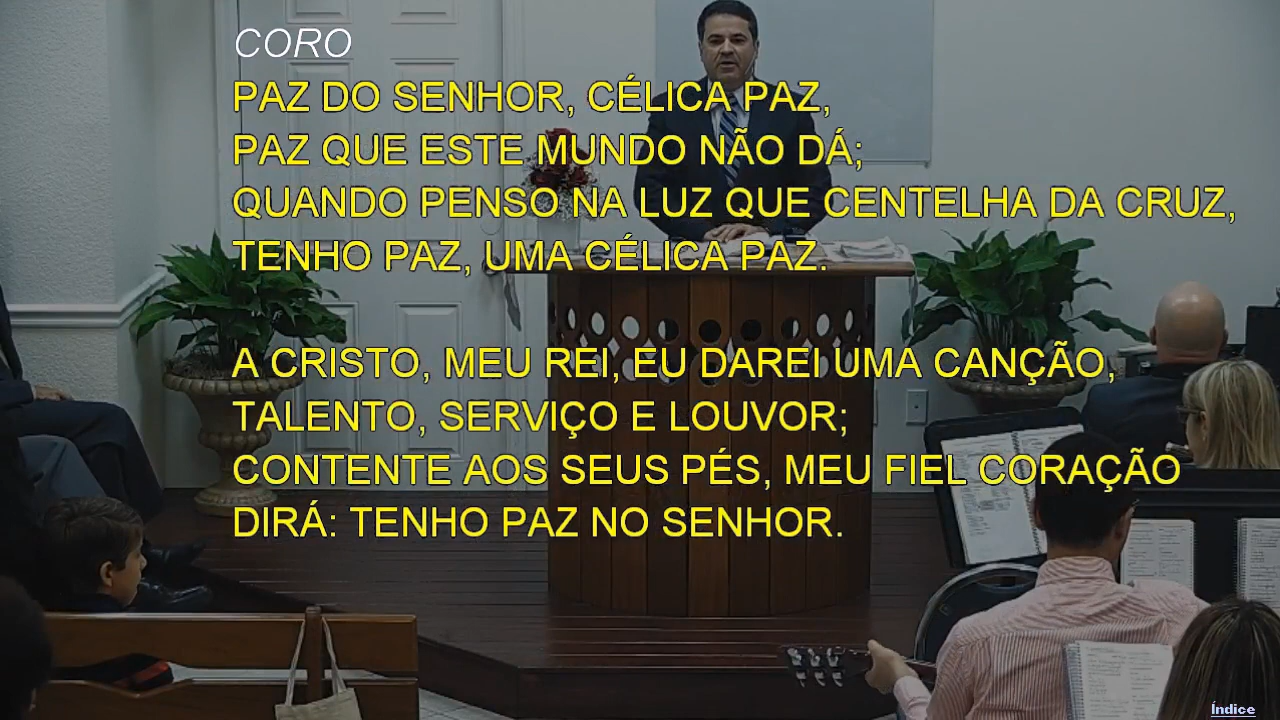 CORO
PAZ DO SENHOR, CÉLICA PAZ,
PAZ QUE ESTE MUNDO NÃO DÁ;
QUANDO PENSO NA LUZ QUE CENTELHA DA CRUZ,
TENHO PAZ, UMA CÉLICA PAZ.
A CRISTO, MEU REI, EU DAREI UMA CANÇÃO,
TALENTO, SERVIÇO E LOUVOR;
CONTENTE AOS SEUS PÉS, MEU FIEL CORAÇÃO
DIRÁ: TENHO PAZ NO SENHOR.
Índice